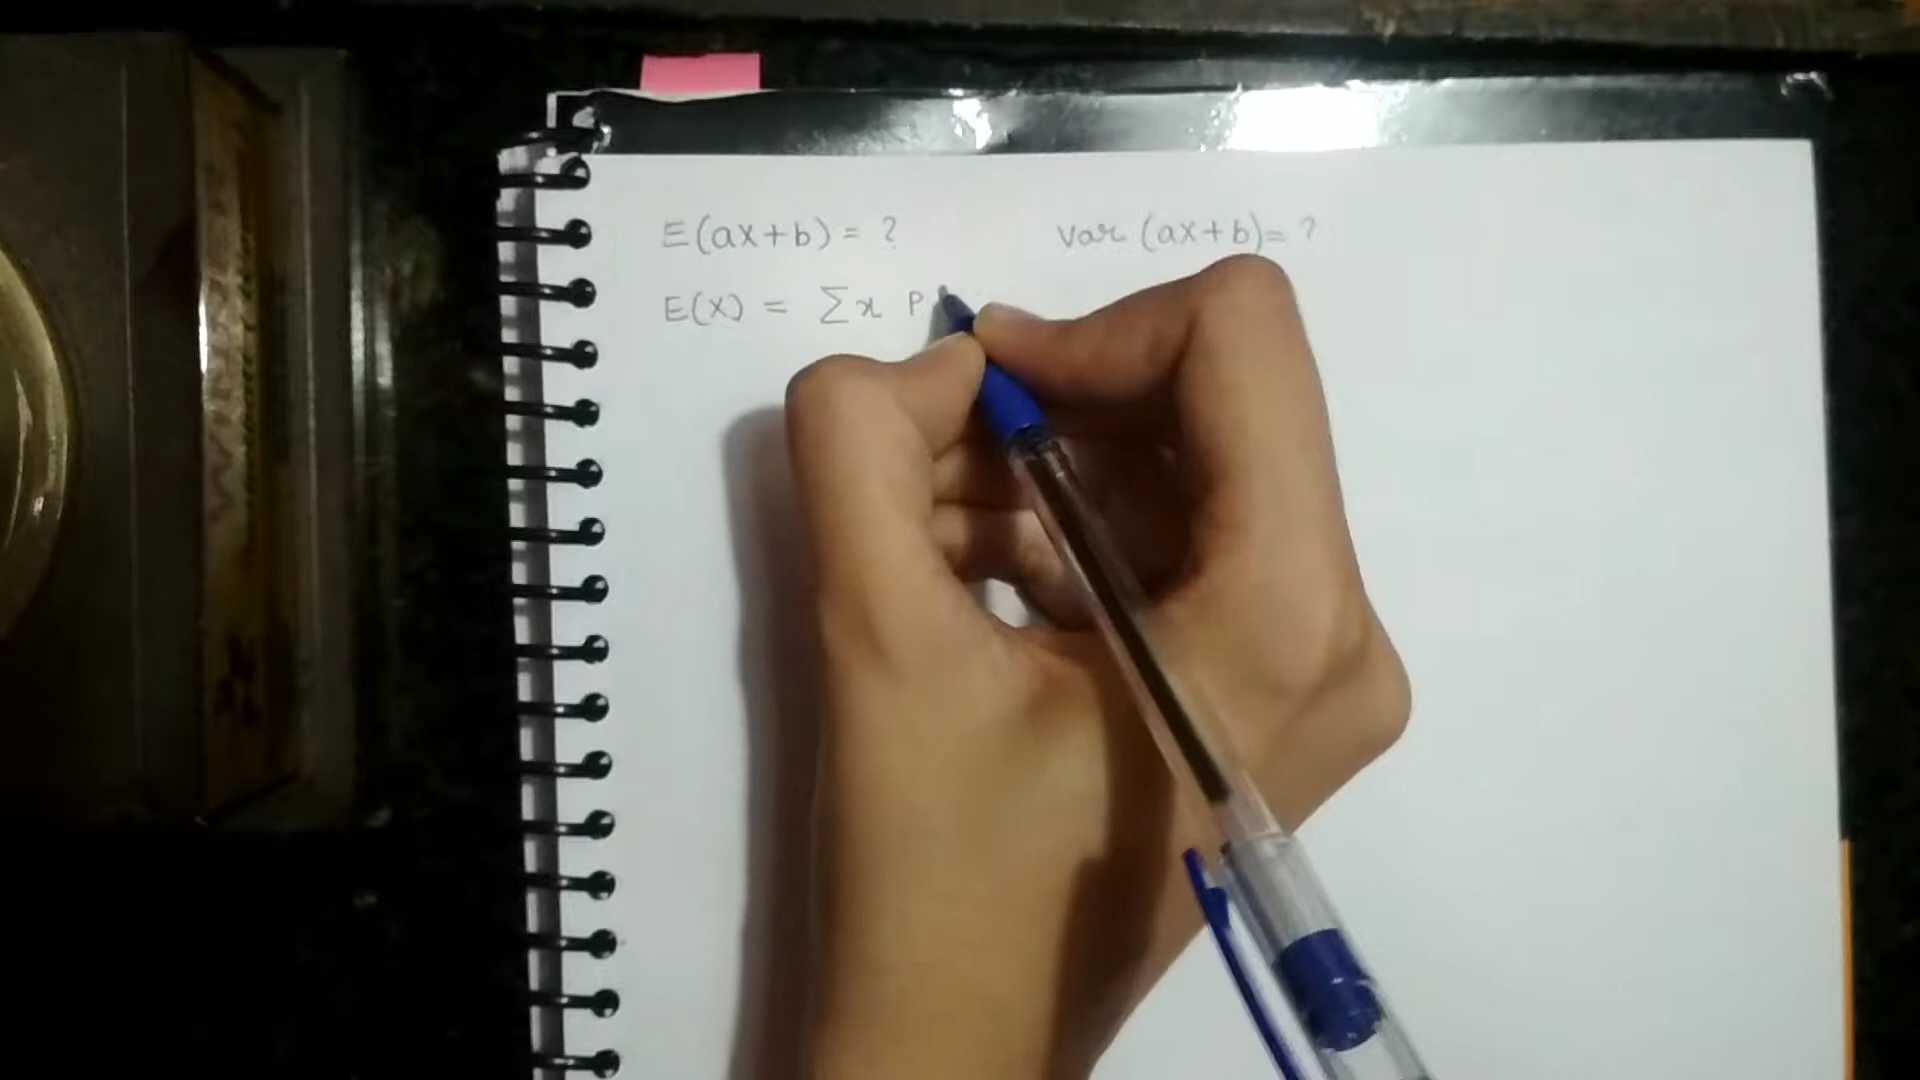 E(ax+b) = ? var (ax+b)= ?
E(X) = ∑x P